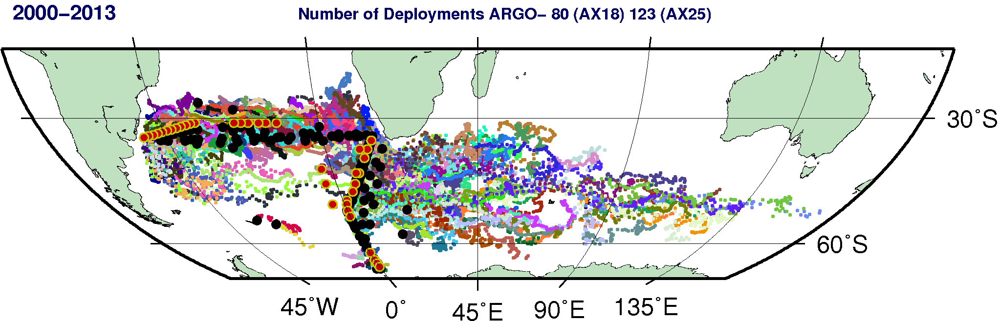 2000−2013
Number of Deployments ARGO− 80 (AX18) 123 (AX25)
30˚S
60˚S
45˚W
0˚
45˚E
90˚E
135˚E